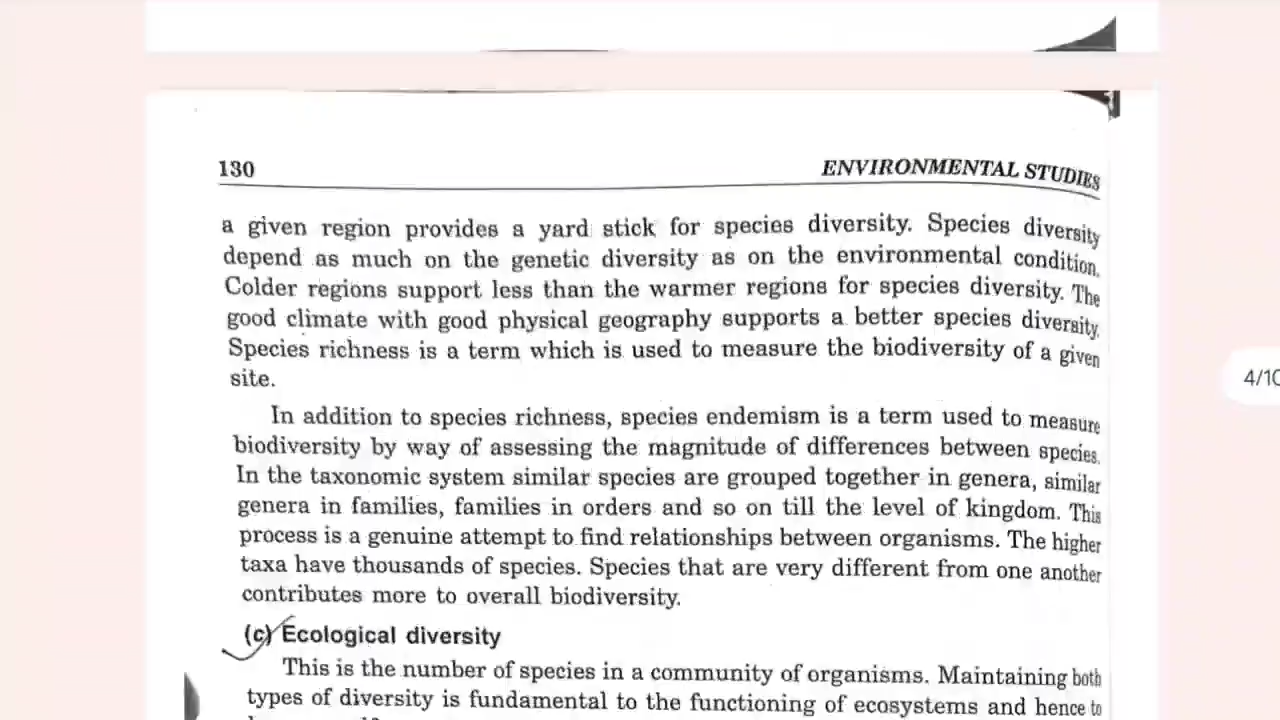 130
ENVIRONMENTAL STUDIES
a given region provides a yard stick for species diversity. Species diversity
depend as much on the genetic diversity as on the environmental condition.
Colder regions support less than the warmer regions for species diversity. The
good climate with good physical geography supports a better species diversity.
Species richness is a term which is used to measure the biodiversity of a given
site.
In addition to species richness, species endemism is a term used to measure
biodiversity by way of assessing the magnitude of differences between species.
In the taxonomic system similar species are grouped together in genera, similar
genera in families, families in orders and so on till the level of kingdom. This
process is a genuine attempt to find relationships between organisms. The higher
taxa have thousands of species. Species that are very different from one another
contributes more to overall biodiversity.
(c) Ecological diversity
This is the number of species in a community of organisms. Maintaining both
types of diversity is fundamental to the functioning of ecosystems and hence to
4/10